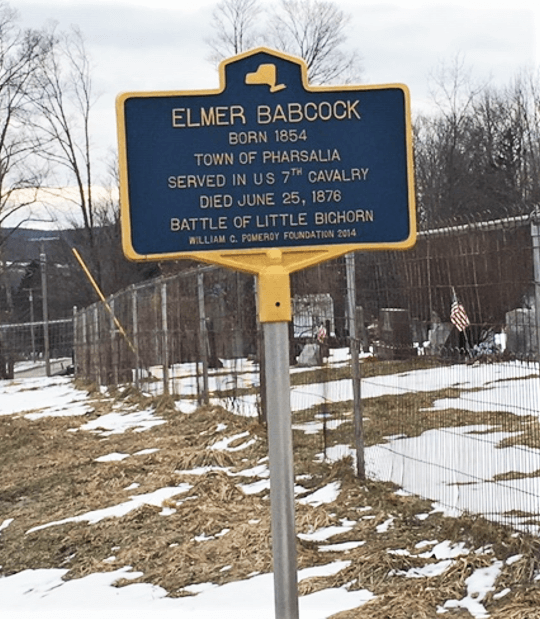 ELMER BABCOCK
BORN 1854
TOWN OF PHARSALIA
SERVED IN U S 7TH CAVALRY
DIED JUNE 25, 1876
BATTLE OF LITTLE BIGHORN
WILLIAM C. POMEROY FOUNDATION 2014